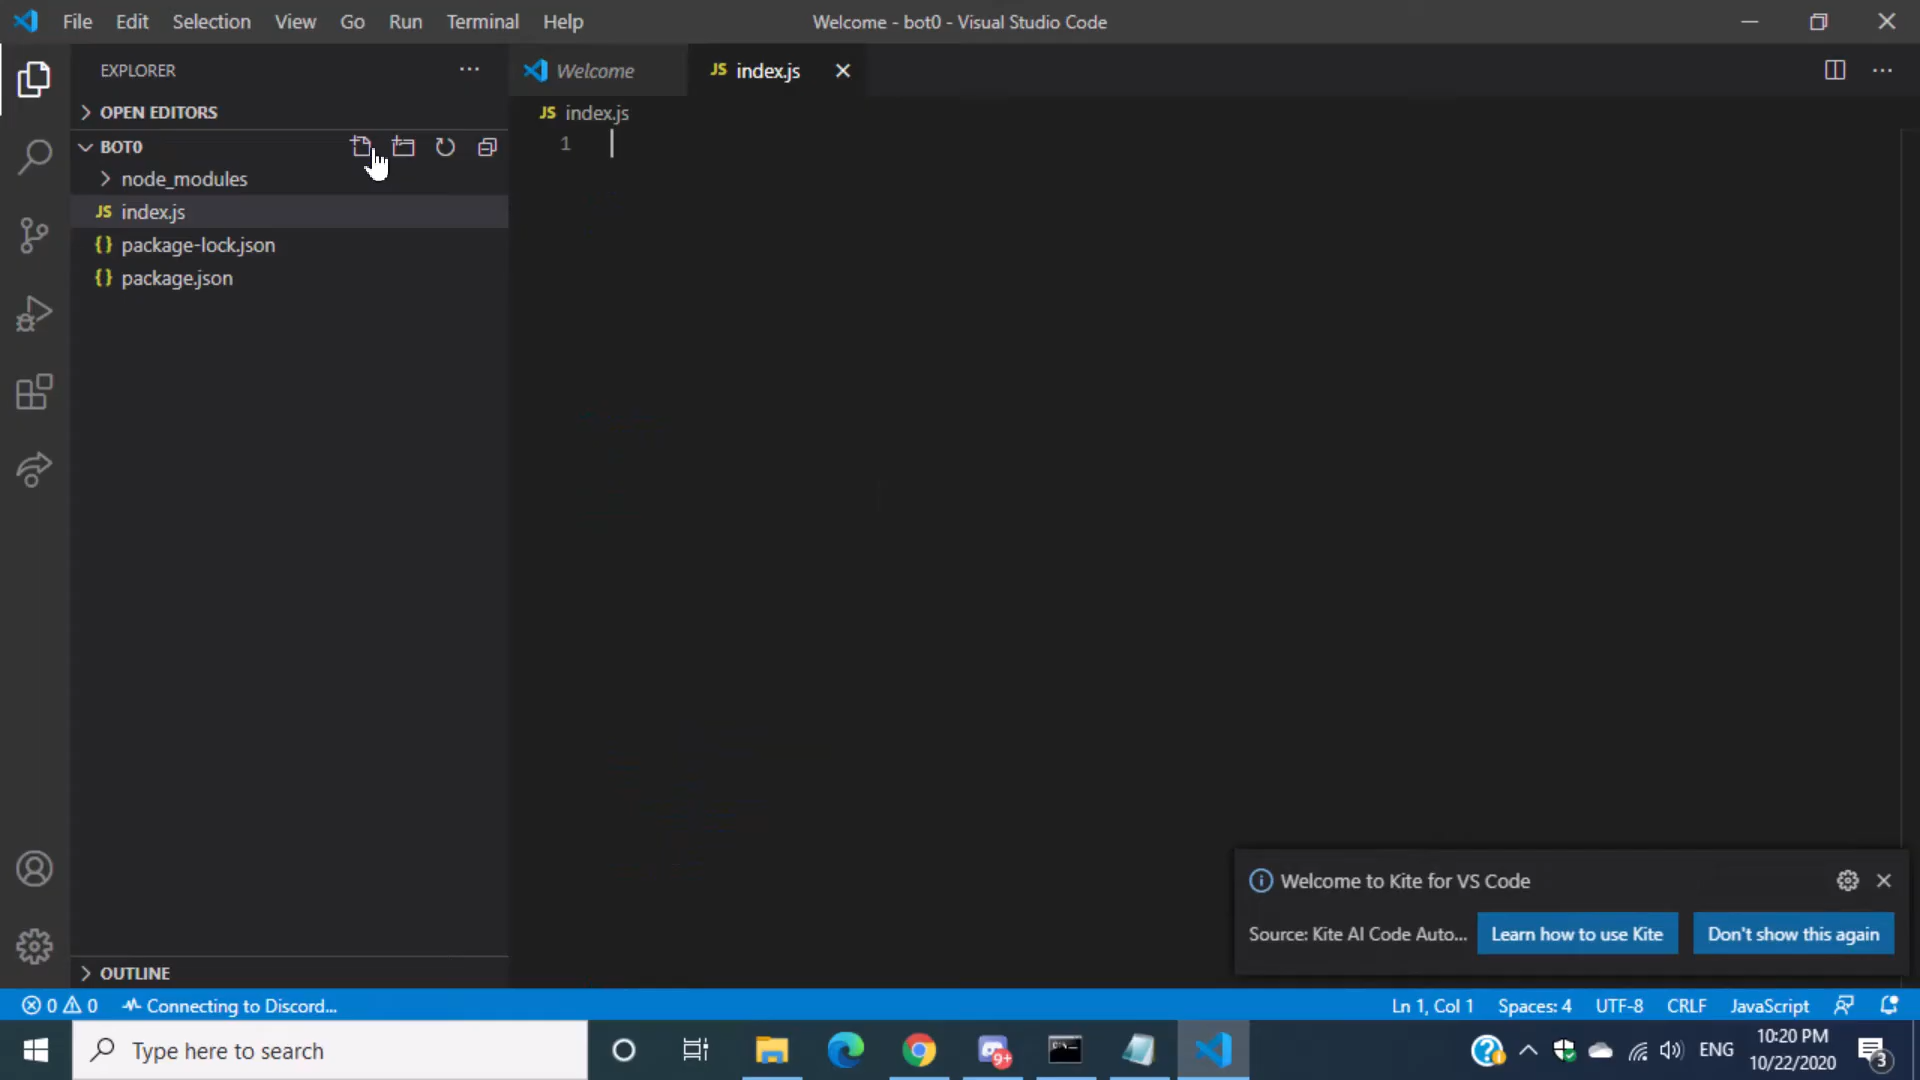 File Edit Selection View Go Run Terminal Help
Welcome - bot0 - Visual Studio Code
EXPLORER
Welcome
JS index.js
OPEN EDITORS
JS index.js
BOT0
1
node_modules
JS index.js
{} package-lock.json
{} package.json
Welcome to Kite for VS Code
Source: Kite AI Code Auto...
Learn how to use Kite
Don't show this again
OUTLINE
0 0 Connecting to Discord...
Ln 1, Col 1 Spaces: 4 UTF-8 CRLF JavaScript
Type here to search
9+
ENG
10:20 PM
10/22/2020
3